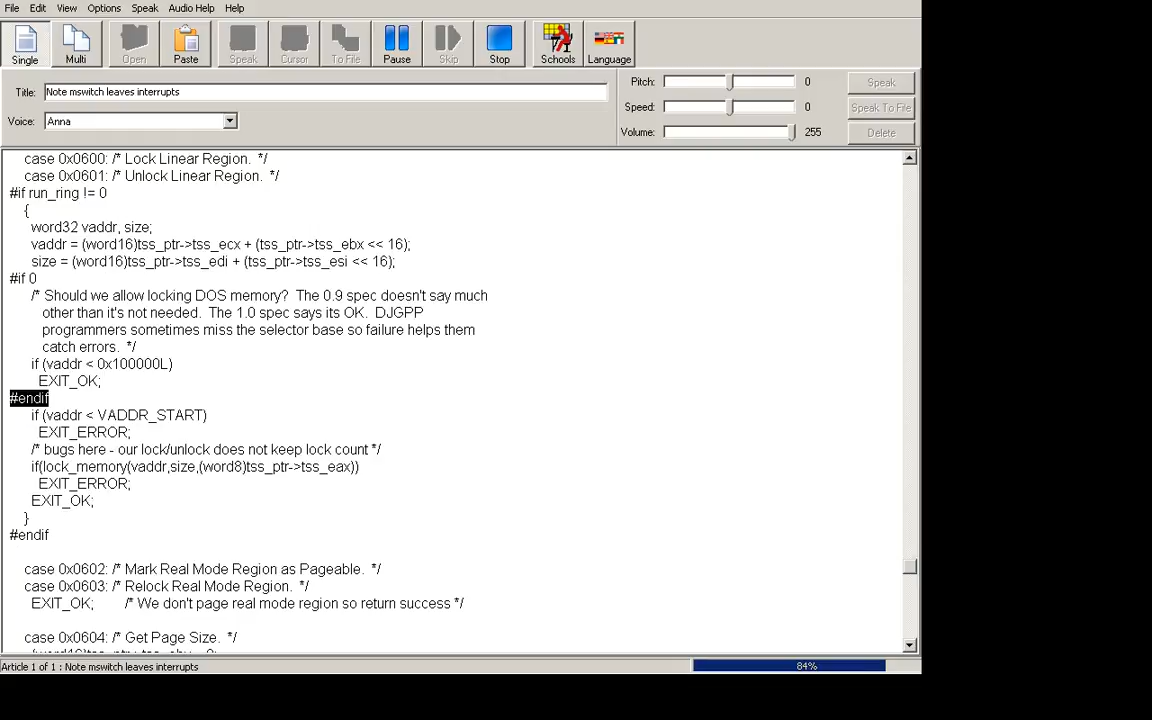 File Edit View Options Speak Audio Help Help
Single Multi Open Paste Speak Cursor To File Pause Skip Stop Schools Language
Title: Note mswitch leaves interrupts
Voice: Anna
Pitch: 0 Speak
Speed: 0 Speak To File
Volume: 255 Delete
case 0x0600: /* Lock Linear Region. */
case 0x0601: /* Unlock Linear Region. */
#if run_ring != 0
{
word32 vaddr, size;
vaddr = (word16)tss_ptr->tss_ecx + (tss_ptr->tss_ebx << 16);
size = (word16)tss_ptr->tss_edi + (tss_ptr->tss_esi << 16);
#if 0
/* Should we allow locking DOS memory? The 0.9 spec doesn't say much
other than it's not needed. The 1.0 spec says its OK. DJGPP
programmers sometimes miss the selector base so failure helps them
catch errors. */
if (vaddr < 0x100000L)
EXIT_OK;
#endif
if (vaddr < VADDR_START)
EXIT_ERROR;
/* bugs here - our lock/unlock does not keep lock count */
if(lock_memory(vaddr,size,(word8)tss_ptr->tss_eax))
EXIT_ERROR;
EXIT_OK;
}
#endif
case 0x0602: /* Mark Real Mode Region as Pageable. */
case 0x0603: /* Relock Real Mode Region. */
EXIT_OK; /* We don't page real mode region so return success */
case 0x0604: /* Get Page Size. */
Article 1 of 1 : Note mswitch leaves interrupts 84%